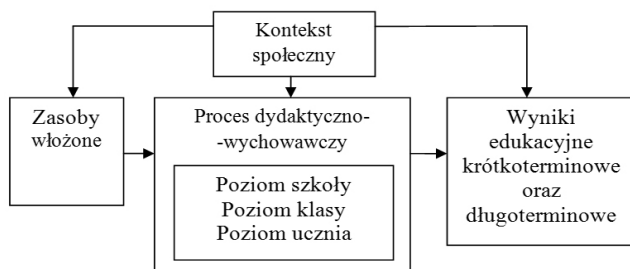 Kontekst
społeczny
Zasoby
włożone
Proces dydaktyczno-
-wychowawczy
Poziom szkoły
Poziom klasy
Poziom ucznia
Wyniki
edukacyjne
krótkoterminowe
oraz
długoterminowe